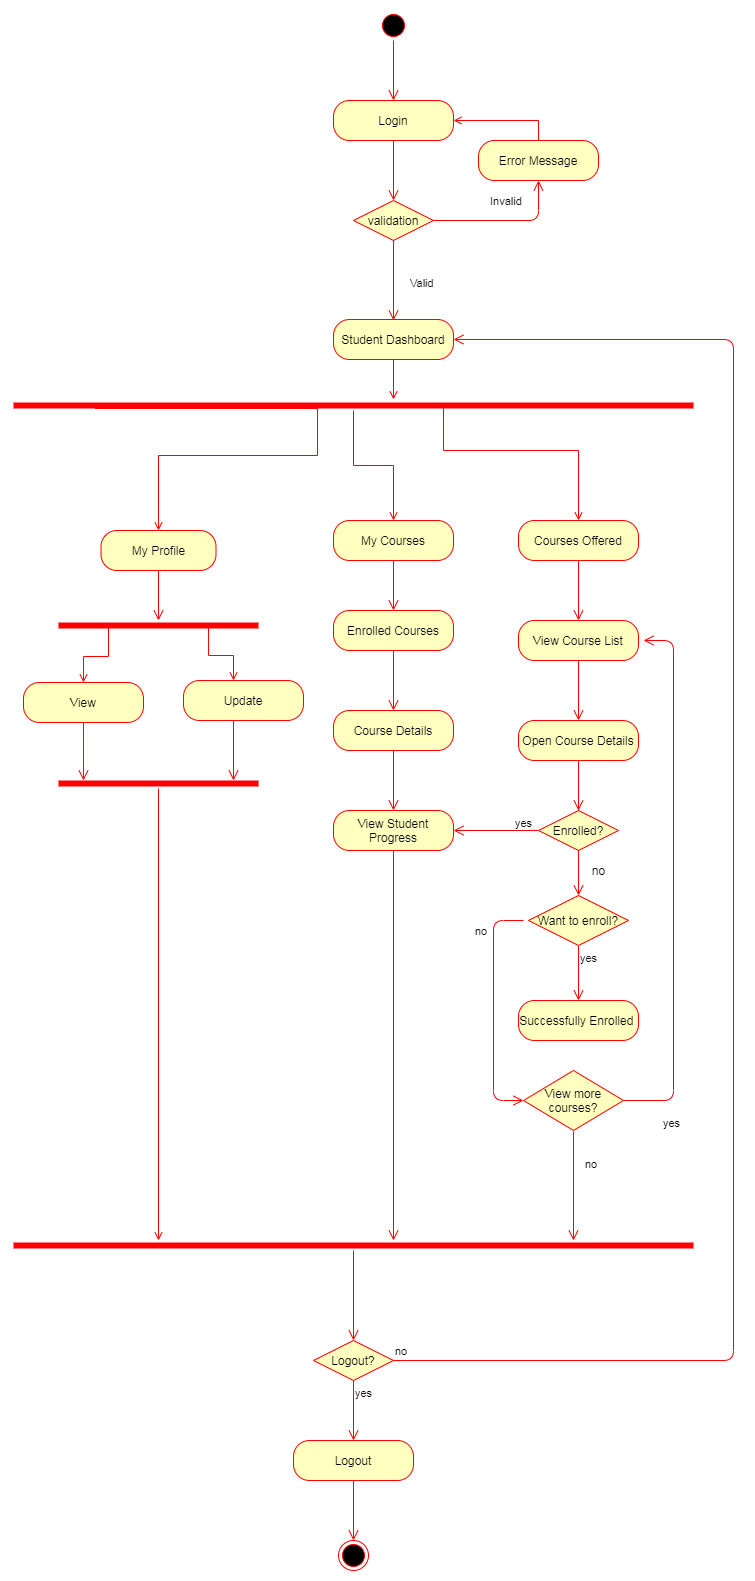 Login
Error Message
Invalid
validation
Valid
Student Dashboard
My Profile
My Courses
Courses Offered
Enrolled Courses
View Course List
View
Update
Course Details
Open Course Details
View Student
Progress
yes
Enrolled?
no
Want to enroll?
no
yes
Successfully Enrolled
View more
courses?
yes
no
Logout?
no
yes
Logout